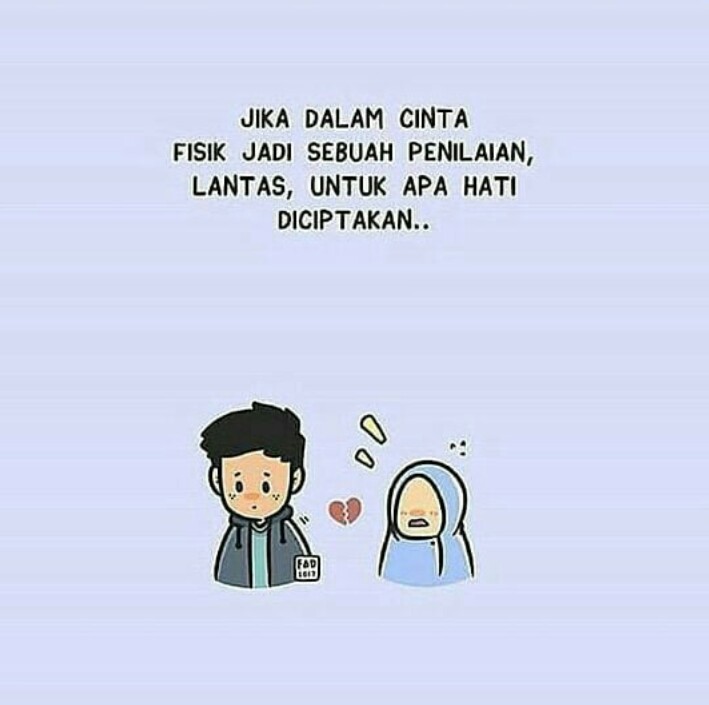 JIKA DALAM CINTA
FISIK JADI SEBUAH PENILAIAN,
LANTAS, UNTUK APA HATI
DICIPTAKAN..
F&D